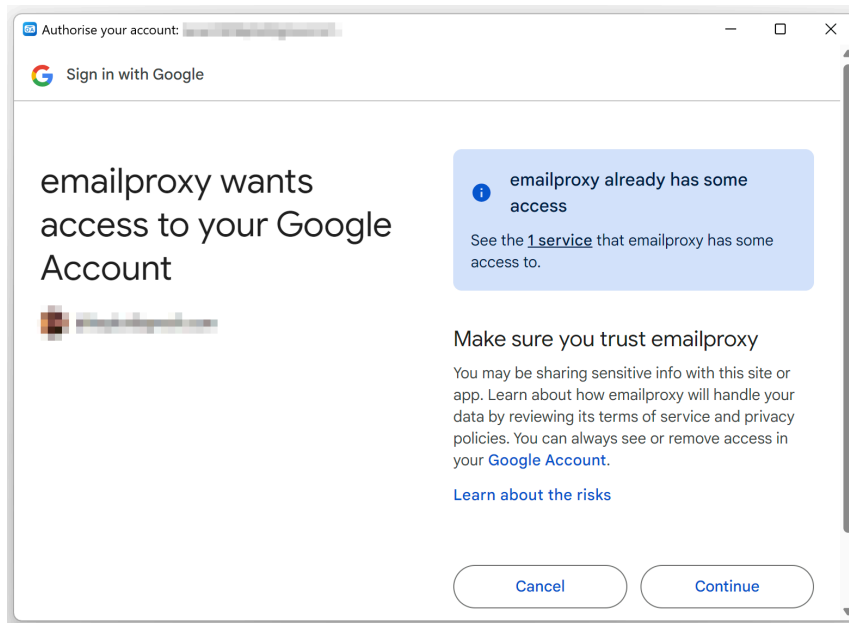 Authorise your account:
Sign in with Google
emailproxy wants
access to your Google
Account
emailproxy already has some
access
See the 1 service that emailproxy has some
access to.
Make sure you trust emailproxy
You may be sharing sensitive info with this site or
app. Learn about how emailproxy will handle your
data by reviewing its terms of service and privacy
policies. You can always see or remove access in
your Google Account.
Learn about the risks
Cancel
Continue